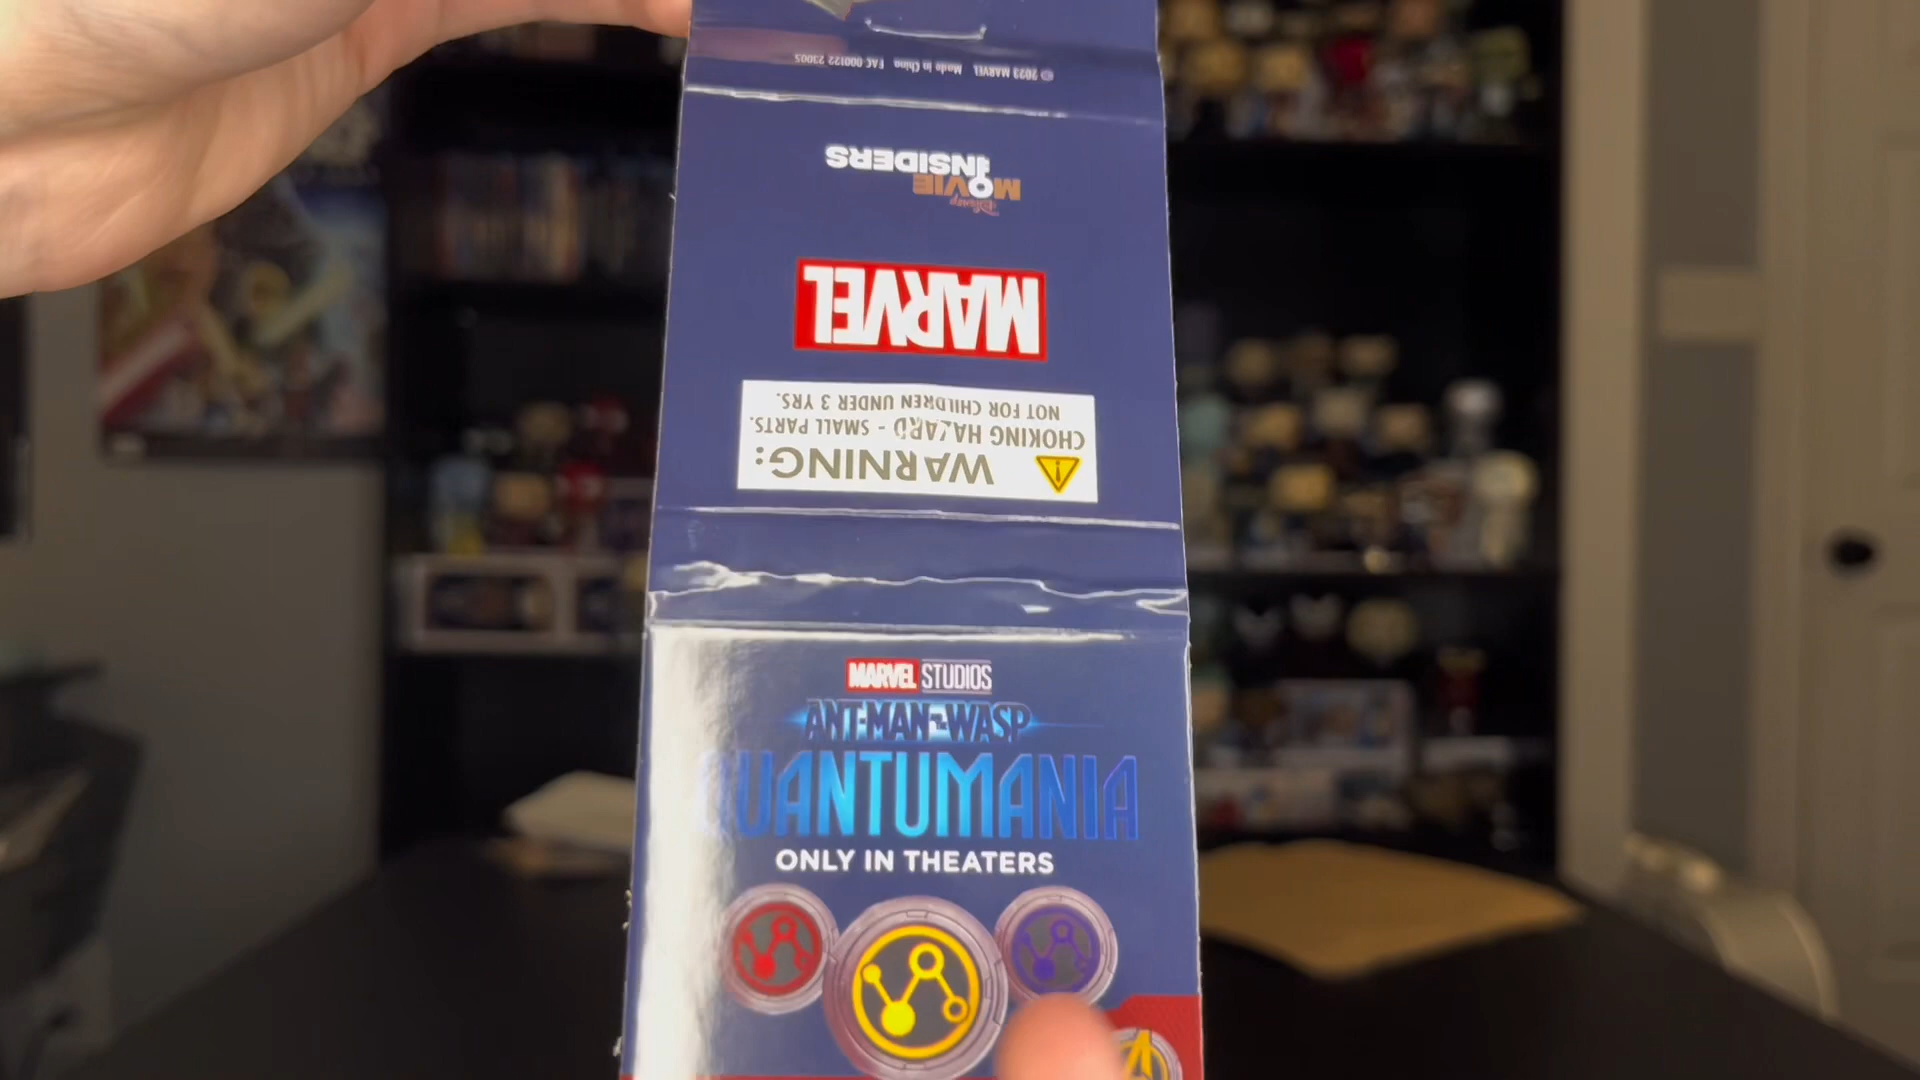 © 2023 MARVEL Made in China FAC 000122 23005
Disney
MOVIE
INSIDERS
MARVEL
WARNING:
CHOKING HAZARD - SMALL PARTS.
NOT FOR CHILDREN UNDER 3 YRS.
MARVEL STUDIOS
ANT-MAN AND THE WASP
QUANTUMANIA
ONLY IN THEATERS